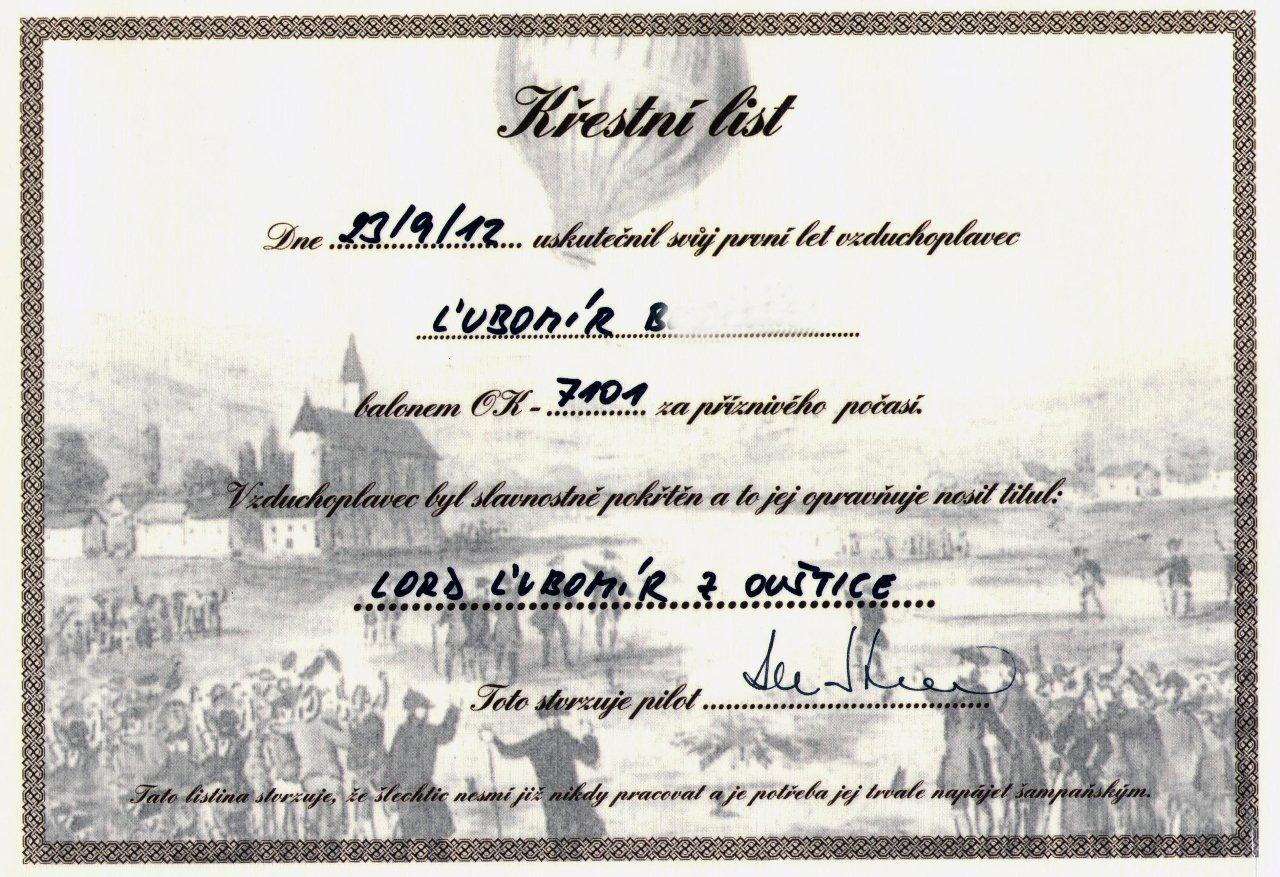 Křestní list
Dne 23/9/12 uskutečnil svůj první let vzduchoplavec
ĽUBOMÍR B
balonem OK - 7101 za příznivého počasí.
Vzduchoplavec byl slavnostně pokřtěn a to jej opravňuje nosit titul:
LORD ĽUBOMÍR Z OUŠTICE
Toto stvrzuje pilot
Tato listina stvrzuje, že šlechtic nesmí již nikdy pracovat a je potřeba jej trvale napájet šampaňským.